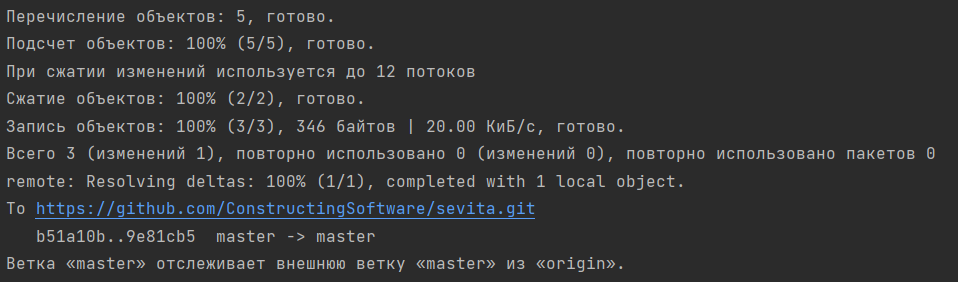 Перечисление объектов: 5, готово.
Подсчет объектов: 100% (5/5), готово.
При сжатии изменений используется до 12 потоков
Сжатие объектов: 100% (2/2), готово.
Запись объектов: 100% (3/3), 346 байтов | 20.00 КиБ/с, готово.
Всего 3 (изменений 1), повторно использовано 0 (изменений 0), повторно использовано пакетов 0
remote: Resolving deltas: 100% (1/1), completed with 1 local object.
To https://github.com/ConstructingSoftware/sevita.git
   b51a10b..9e81cb5  master -> master
Ветка «master» отслеживает внешнюю ветку «master» из «origin».